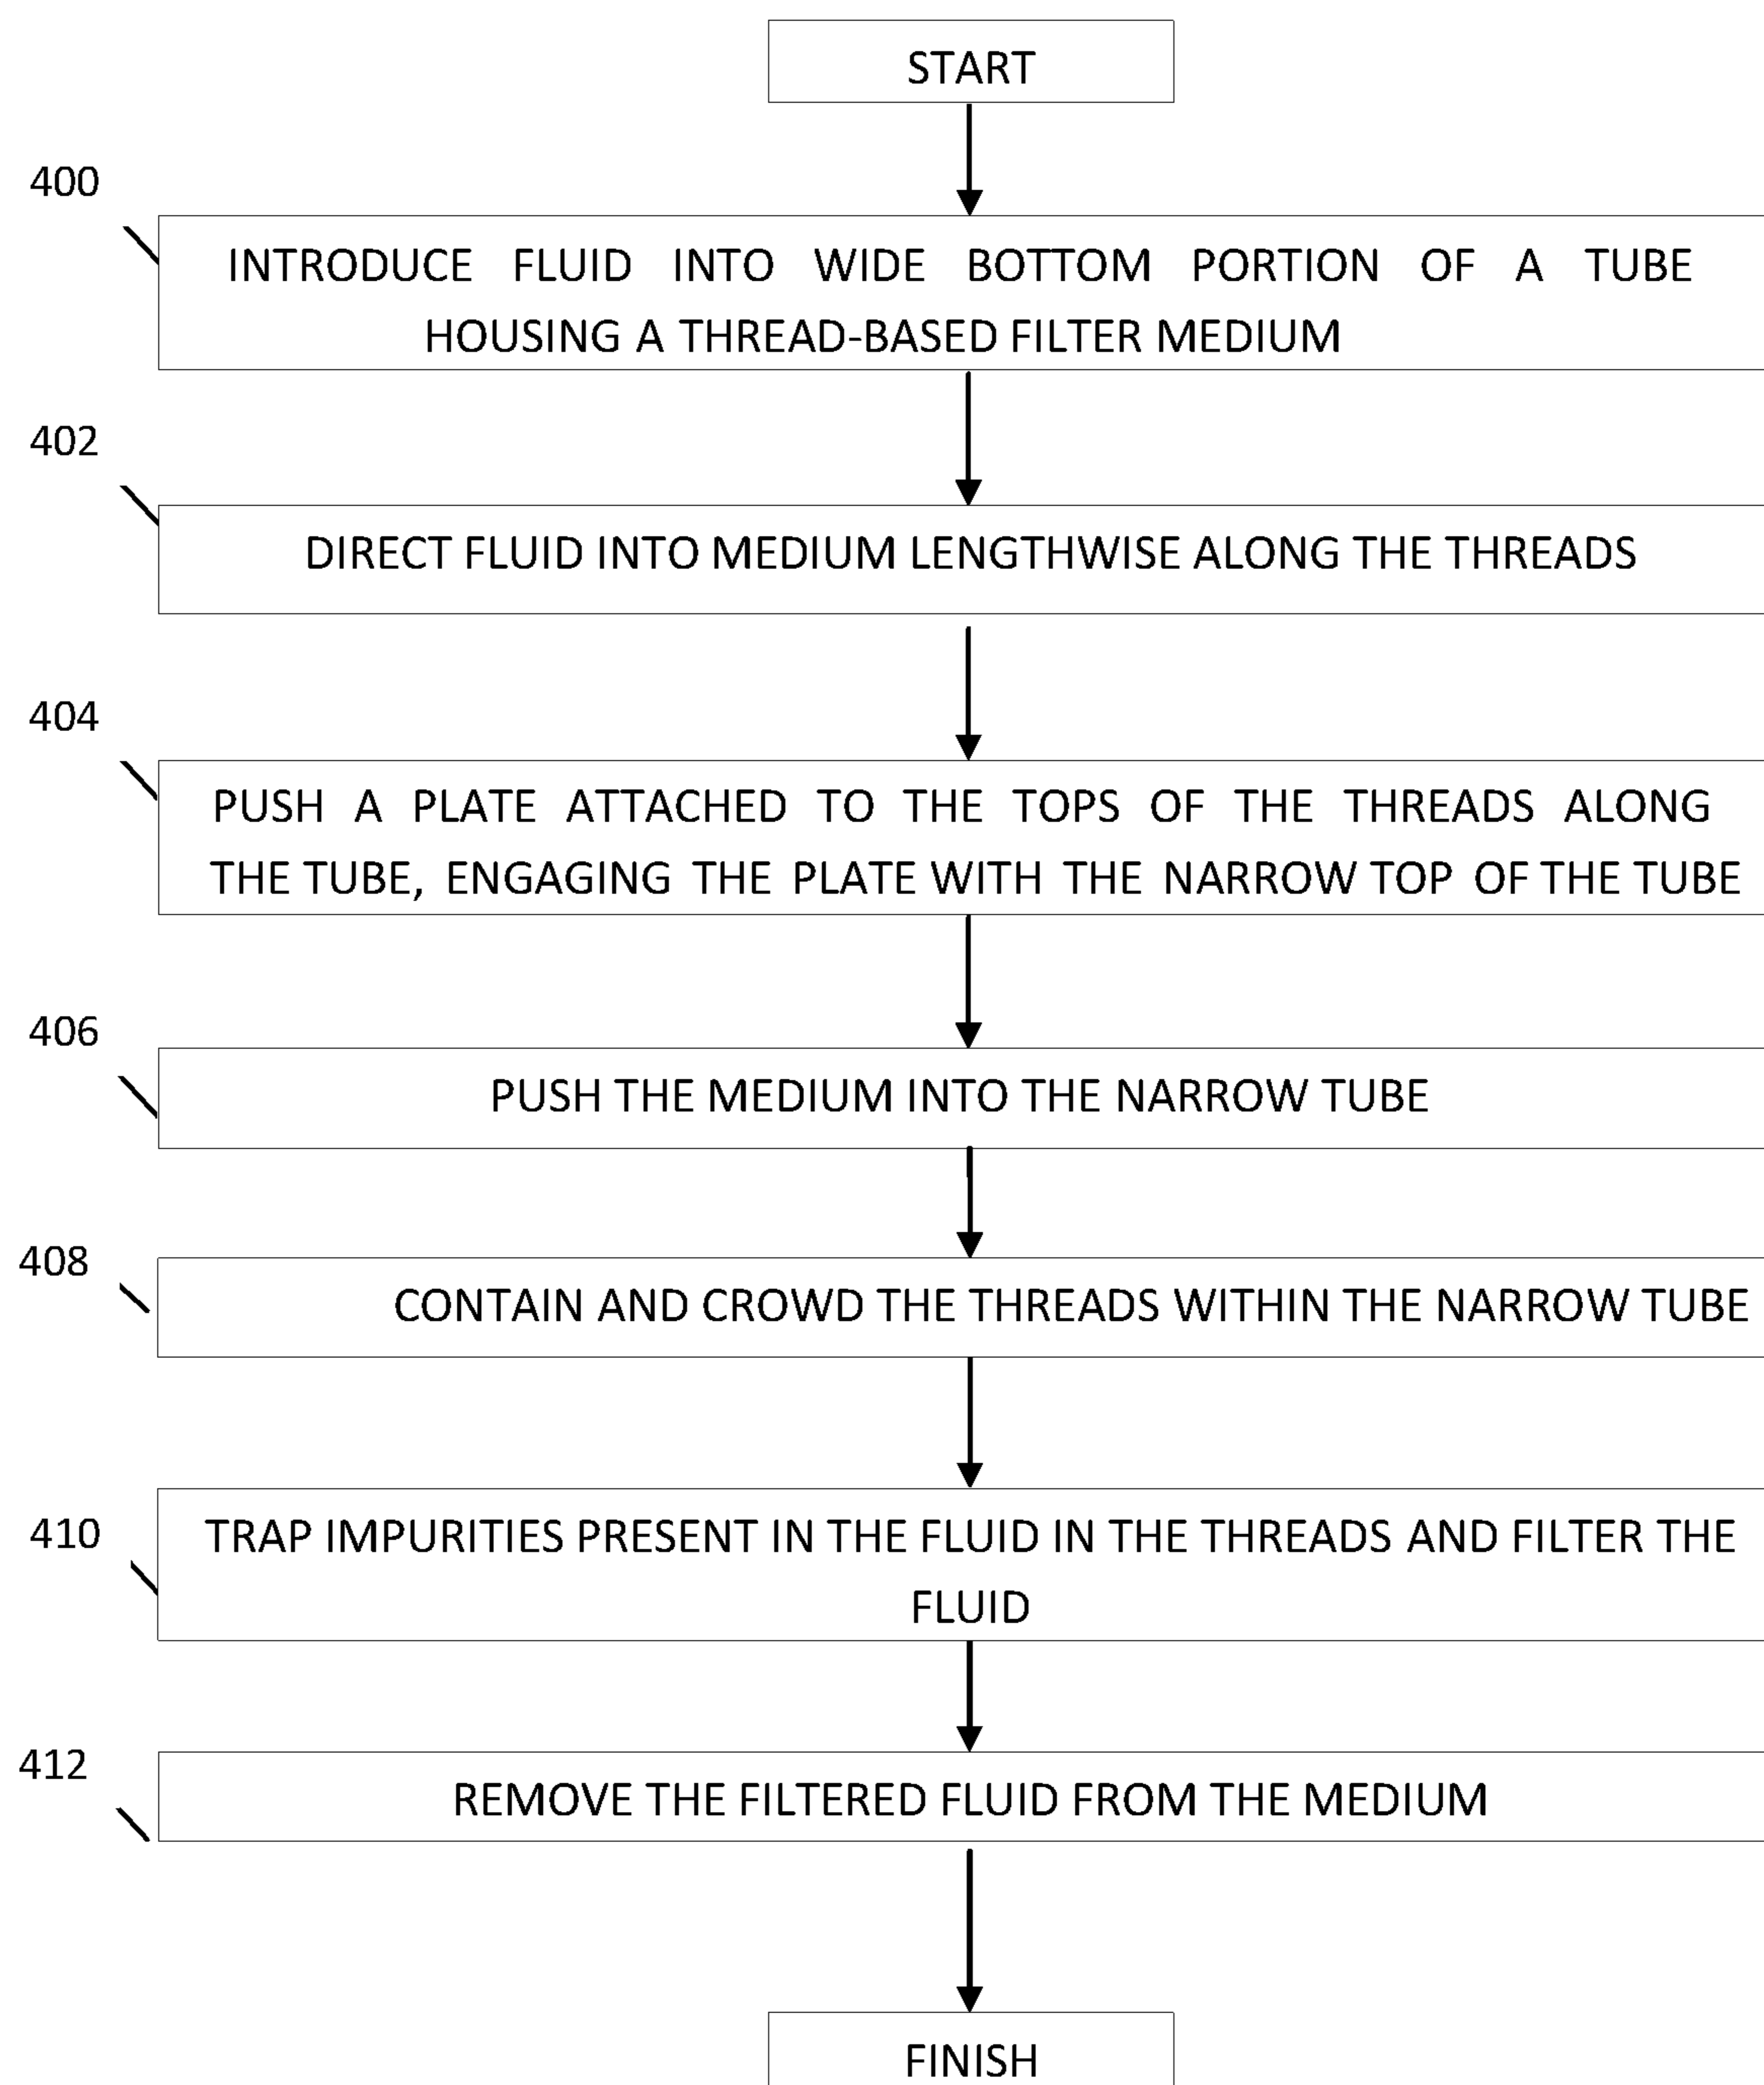 START
400
INTRODUCE FLUID INTO WIDE BOTTOM PORTION OF A TUBE
HOUSING A THREAD-BASED FILTER MEDIUM
402
DIRECT FLUID INTO MEDIUM LENGTHWISE ALONG THE THREADS
404
PUSH A PLATE ATTACHED TO THE TOPS OF THE THREADS ALONG
THE TUBE, ENGAGING THE PLATE WITH THE NARROW TOP OF THE TUBE
406
PUSH THE MEDIUM INTO THE NARROW TUBE
408
CONTAIN AND CROWD THE THREADS WITHIN THE NARROW TUBE
410
TRAP IMPURITIES PRESENT IN THE FLUID IN THE THREADS AND FILTER THE
FLUID
412
REMOVE THE FILTERED FLUID FROM THE MEDIUM
FINISH